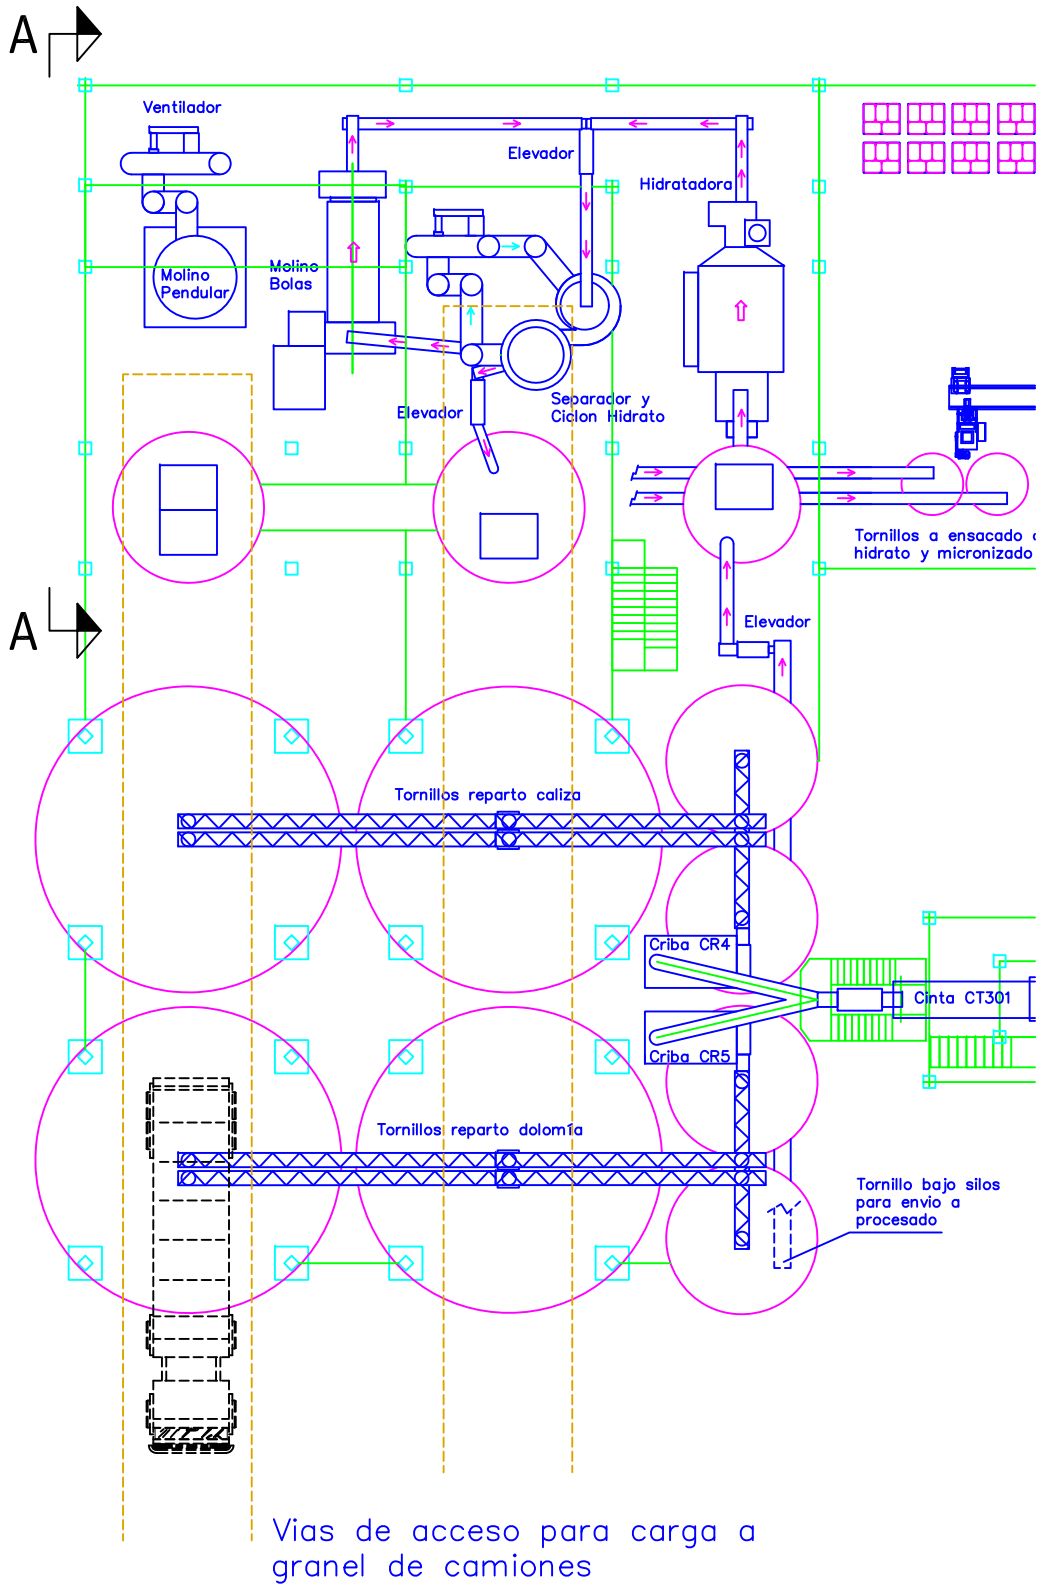 A
Ventilador
Elevador
Hidratadora
Molino
Pendular
Molino
Bolas
Elevador
Separador y
Ciclon Hidrato
Tornillos a ensacado
hidrato y micronizado
A
Elevador
Tornillos reparto caliza
Criba CR4
Cinta CT301
Criba CR5
Tornillos reparto dolomía
Tornillo bajo silos
para envio a
procesado
Vias de acceso para carga a
granel de camiones